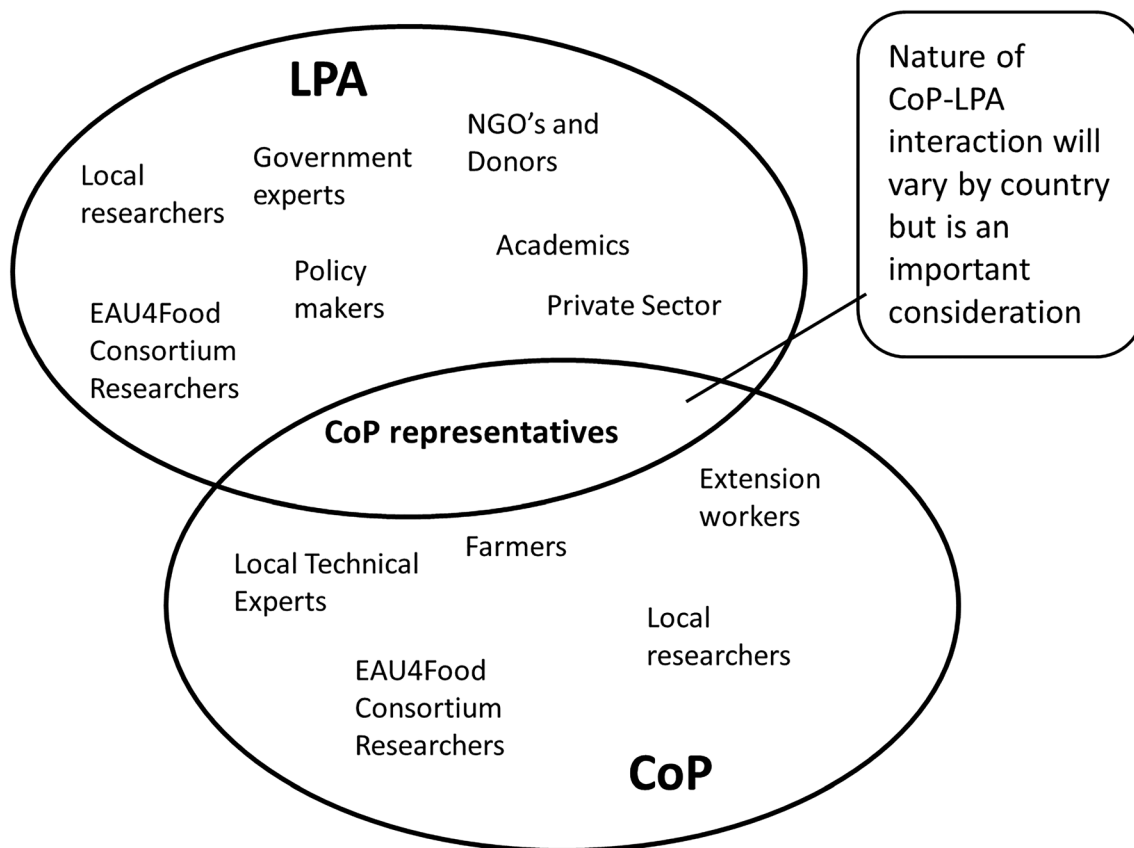 LPA
NGO's and
Donors
Government
experts
Local
researchers
Academics
Policy
makers
Private Sector
EAU4Food
Consortium
Researchers
Nature of
CoP-LPA
interaction will
vary by country
but is an
important
consideration
CoP representatives
Extension
workers
Farmers
Local Technical
Experts
Local
researchers
EAU4Food
Consortium
Researchers
CoP